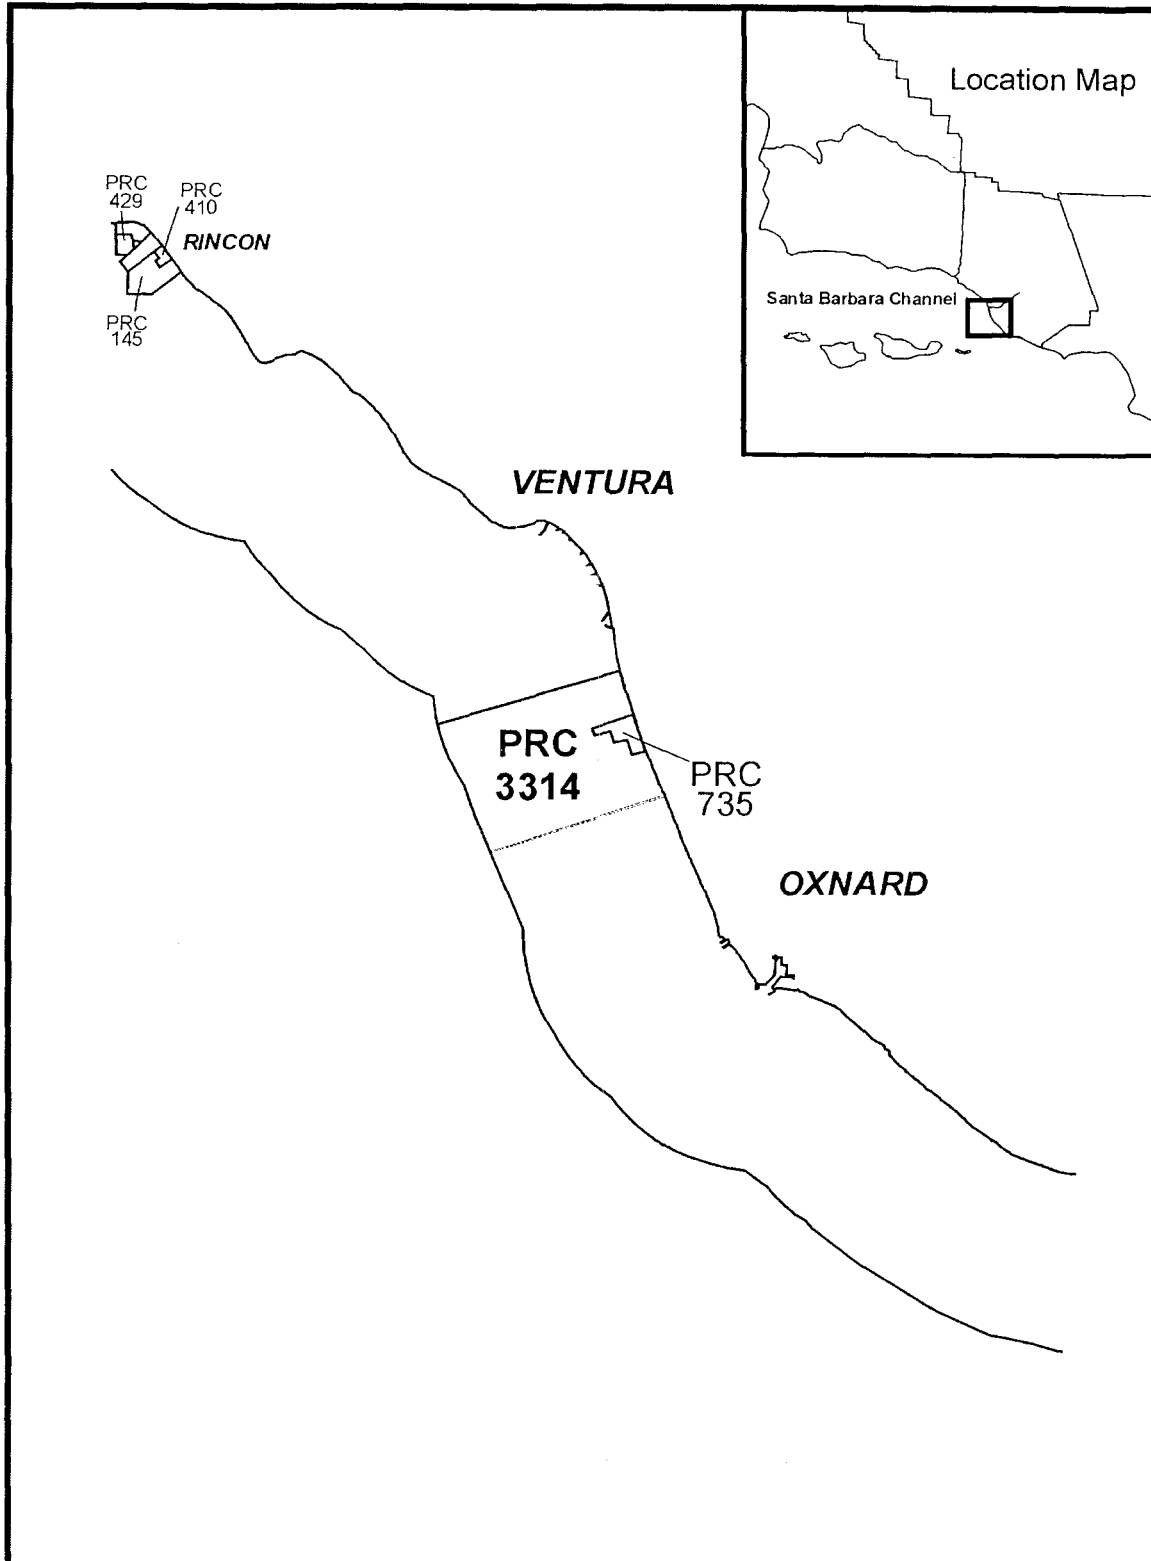 Location Map
PRC
429
PRC
410
RINCON
PRC
145
Santa Barbara Channel
VENTURA
PRC
3314
PRC
735
OXNARD